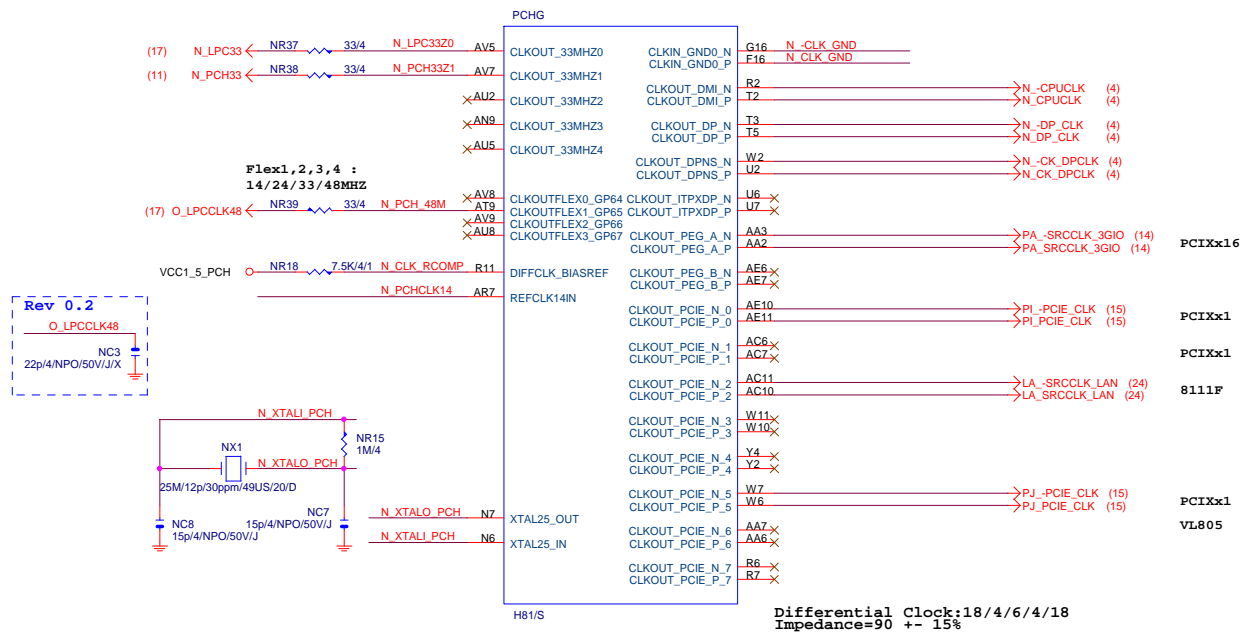 PCHG
(17) N_LPC33 NR37 33/4 N_LPC33Z0 AV5 CLKOUT_33MHZ0
(11) N_PCH33 NR38 33/4 N_PCH33Z1 AV7 CLKOUT_33MHZ1
AU2 CLKOUT_33MHZ2
AN9 CLKOUT_33MHZ3
AU5 CLKOUT_33MHZ4
Flex1,2,3,4 :
14/24/33/48MHZ
AV8 CLKOUTFLEX0_GP64
(17) O_LPCCLK48 NR39 33/4 N_PCH_48M AT9 CLKOUTFLEX1_GP65
AV9 CLKOUTFLEX2_GP66
AU8 CLKOUTFLEX3_GP67
VCC1_5_PCH NR18 7.5K/4/1 N_CLK_RCOMP R11 DIFFCLK_BIASREF
N_PCHCLK14 AR7 REFCLK14IN
Rev 0.2
O_LPCCLK48
NC3
22p/4/NPO/50V/J/X
N_XTALI_PCH
NR15
1M/4
NX1
N_XTALO_PCH
25M/12p/30ppm/49US/20/D
NC8
15p/4/NPO/50V/J
NC7
15p/4/NPO/50V/J
N_XTALO_PCH N7 XTAL25_OUT
N_XTALI_PCH N6 XTAL25_IN
CLKIN_GND0_N G16 N_-CLK_GND
CLKIN_GND0_P F16 N_CLK_GND
CLKOUT_DMI_N R2 N_-CPUCLK (4)
CLKOUT_DMI_P T2 N_CPUCLK (4)
CLKOUT_DP_N T3 N_-DP_CLK (4)
CLKOUT_DP_P T5 N_DP_CLK (4)
CLKOUT_DPNS_N W2 N_-CK_DPCLK (4)
CLKOUT_DPNS_P U2 N_CK_DPCLK (4)
CLKOUT_ITPXDP_N U6
CLKOUT_ITPXDP_P U7
CLKOUT_PEG_A_N AA3 PA_-SRCCLK_3GIO (14)
CLKOUT_PEG_A_P AA2 PA_SRCCLK_3GIO (14)
PCIXx16
CLKOUT_PEG_B_N AE6
CLKOUT_PEG_B_P AE7
CLKOUT_PCIE_N_0 AE10 PI_-PCIE_CLK (15)
CLKOUT_PCIE_P_0 AE11 PI_PCIE_CLK (15)
PCIXx1
CLKOUT_PCIE_N_1 AC6
CLKOUT_PCIE_P_1 AC7
PCIXx1
CLKOUT_PCIE_N_2 AC11 LA_-SRCCLK_LAN (24)
CLKOUT_PCIE_P_2 AC10 LA_SRCCLK_LAN (24)
8111F
CLKOUT_PCIE_N_3 W11
CLKOUT_PCIE_P_3 W10
CLKOUT_PCIE_N_4 Y4
CLKOUT_PCIE_P_4 Y2
CLKOUT_PCIE_N_5 W7 PJ_-PCIE_CLK (15)
CLKOUT_PCIE_P_5 W6 PJ_PCIE_CLK (15)
PCIXx1
VL805
CLKOUT_PCIE_N_6 AA7
CLKOUT_PCIE_P_6 AA6
CLKOUT_PCIE_N_7 R6
CLKOUT_PCIE_P_7 R7
H81/S
Differential Clock:18/4/6/4/18
Impedance=90 +- 15%